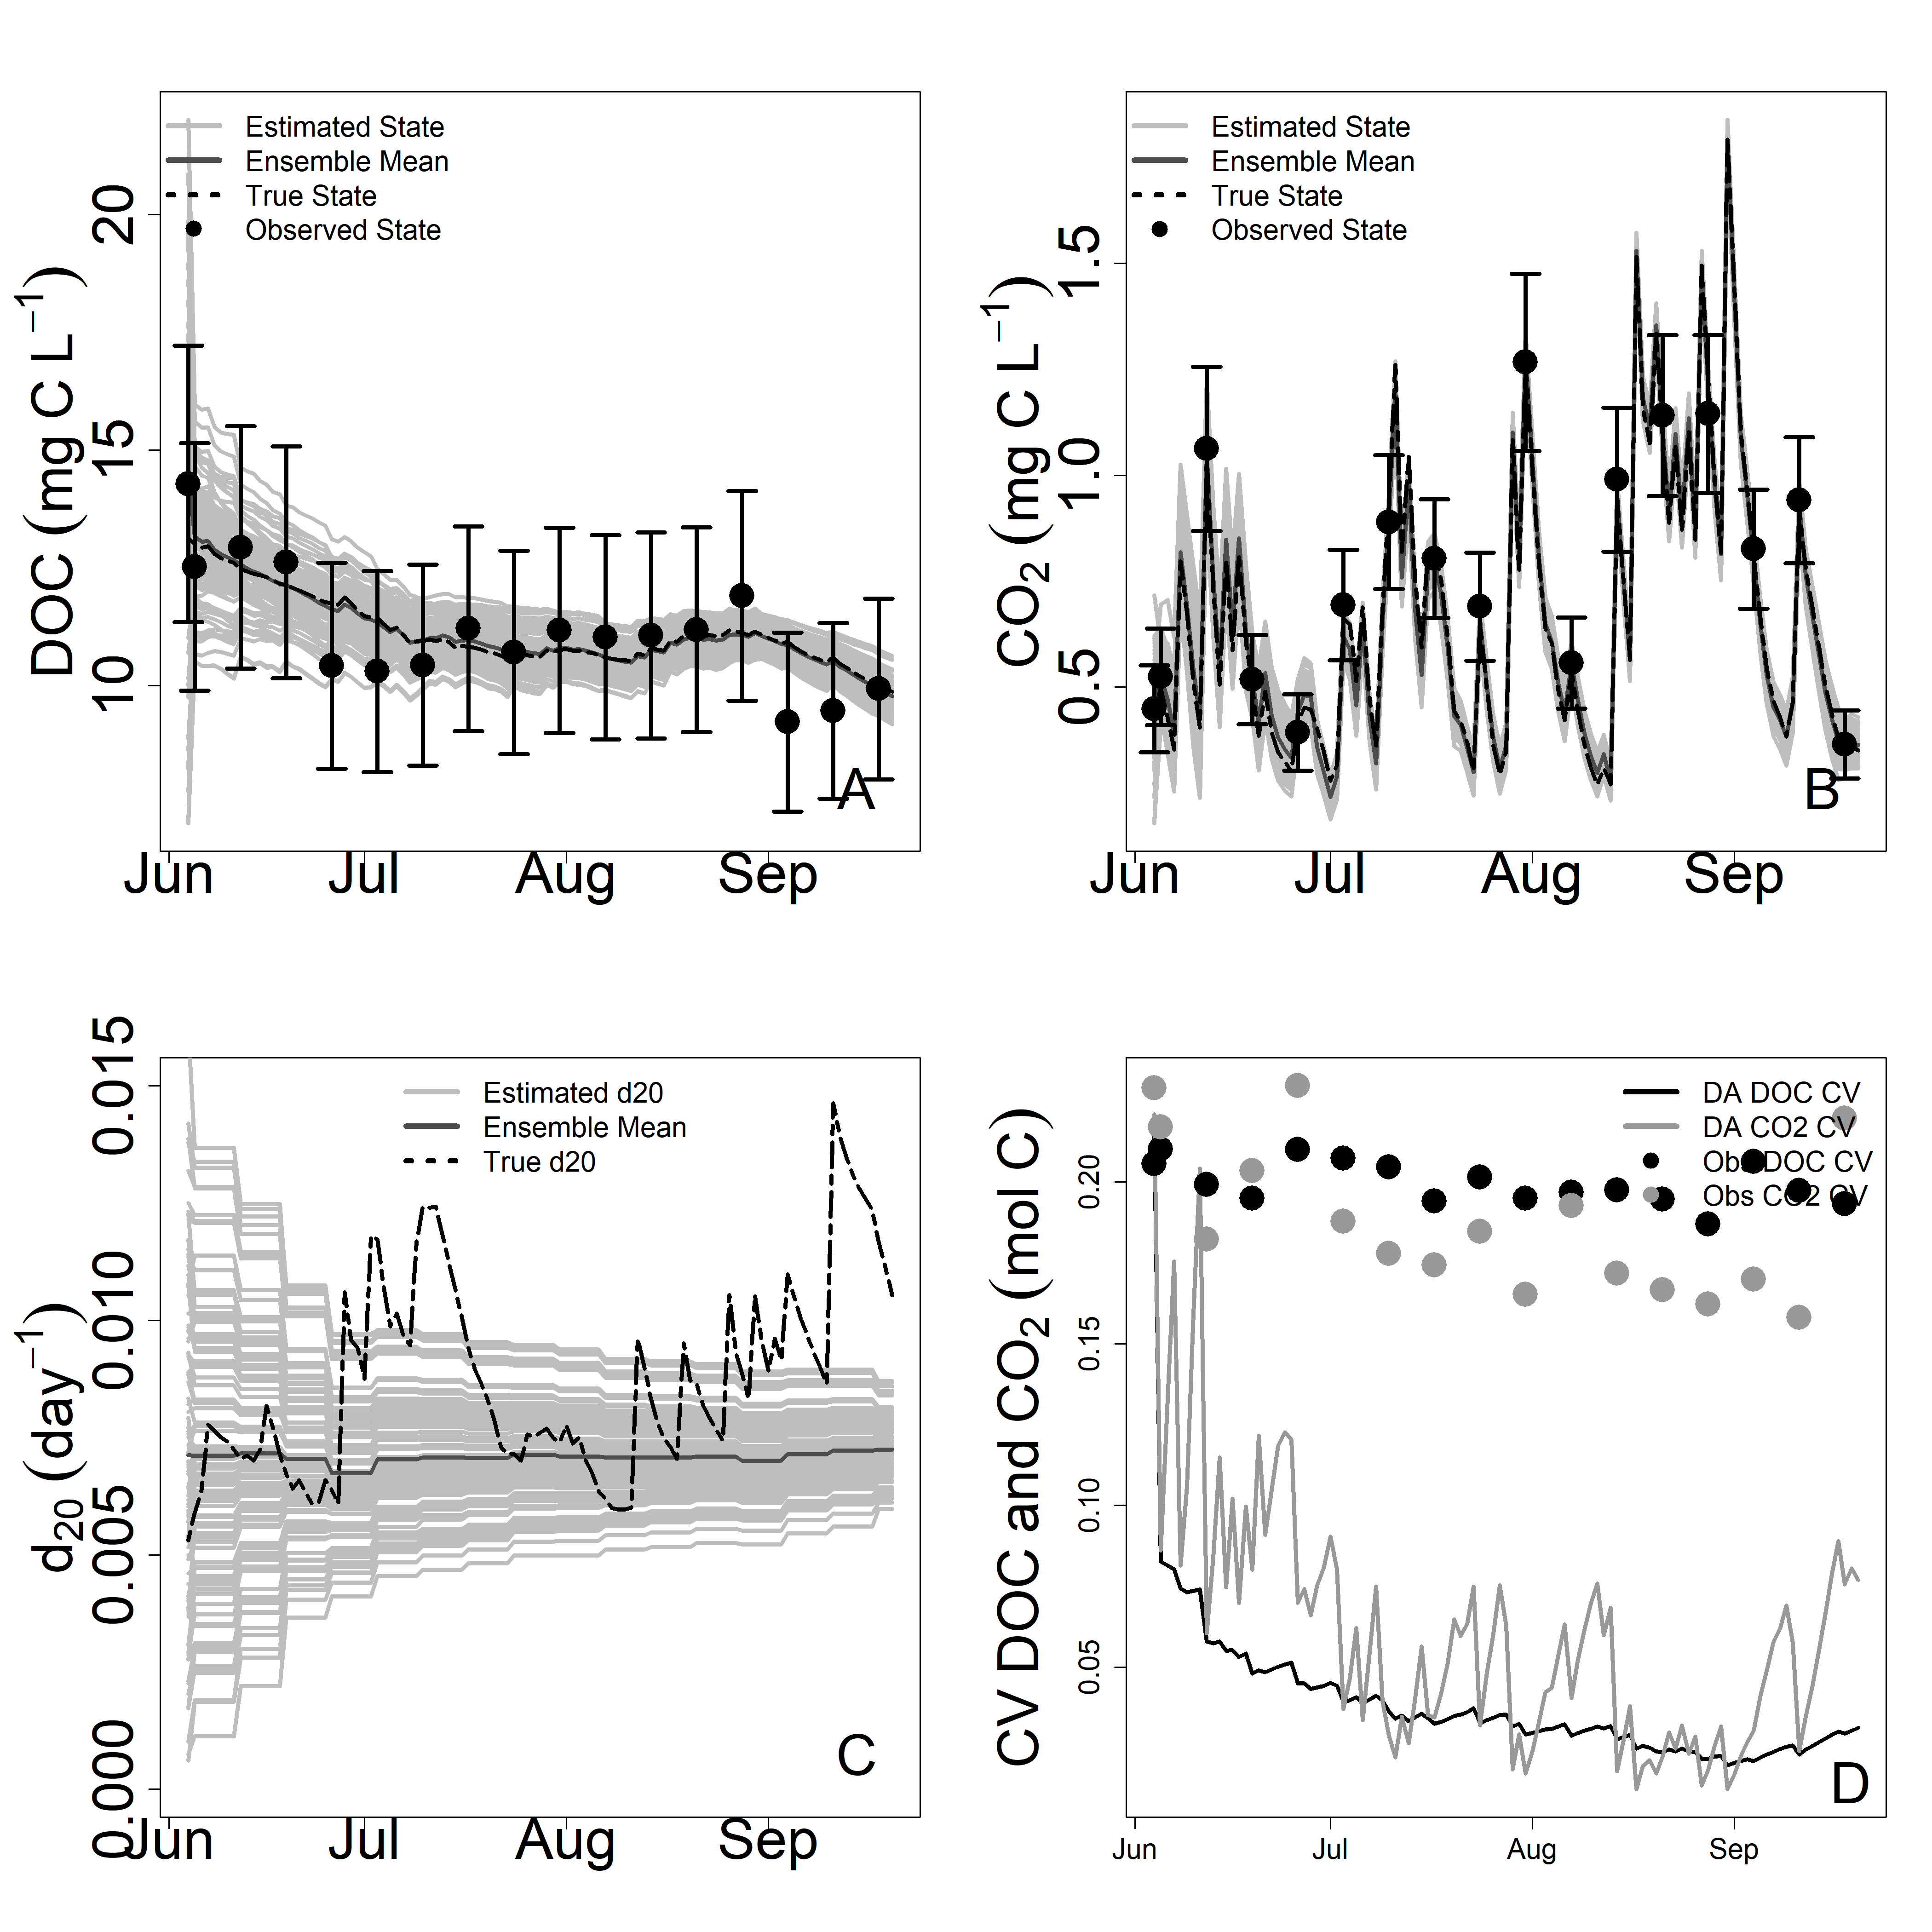 Estimated State
Ensemble Mean
True State
Observed State
DOC (mg C L⁻¹)
20
15
10
Jun Jul Aug Sep
A
Estimated State
Ensemble Mean
True State
Observed State
CO₂ (mg C L⁻¹)
1.5
1.0
0.5
Jun Jul Aug Sep
B
Estimated d20
Ensemble Mean
True d20
d₂₀ (day⁻¹)
0.015
0.010
0.005
0.000
Jun Jul Aug Sep
C
DA DOC CV
DA CO2 CV
Obs DOC CV
Obs CO2 CV
CV DOC and CO₂ (mol C)
0.20
0.15
0.10
0.05
Jun Jul Aug Sep
D